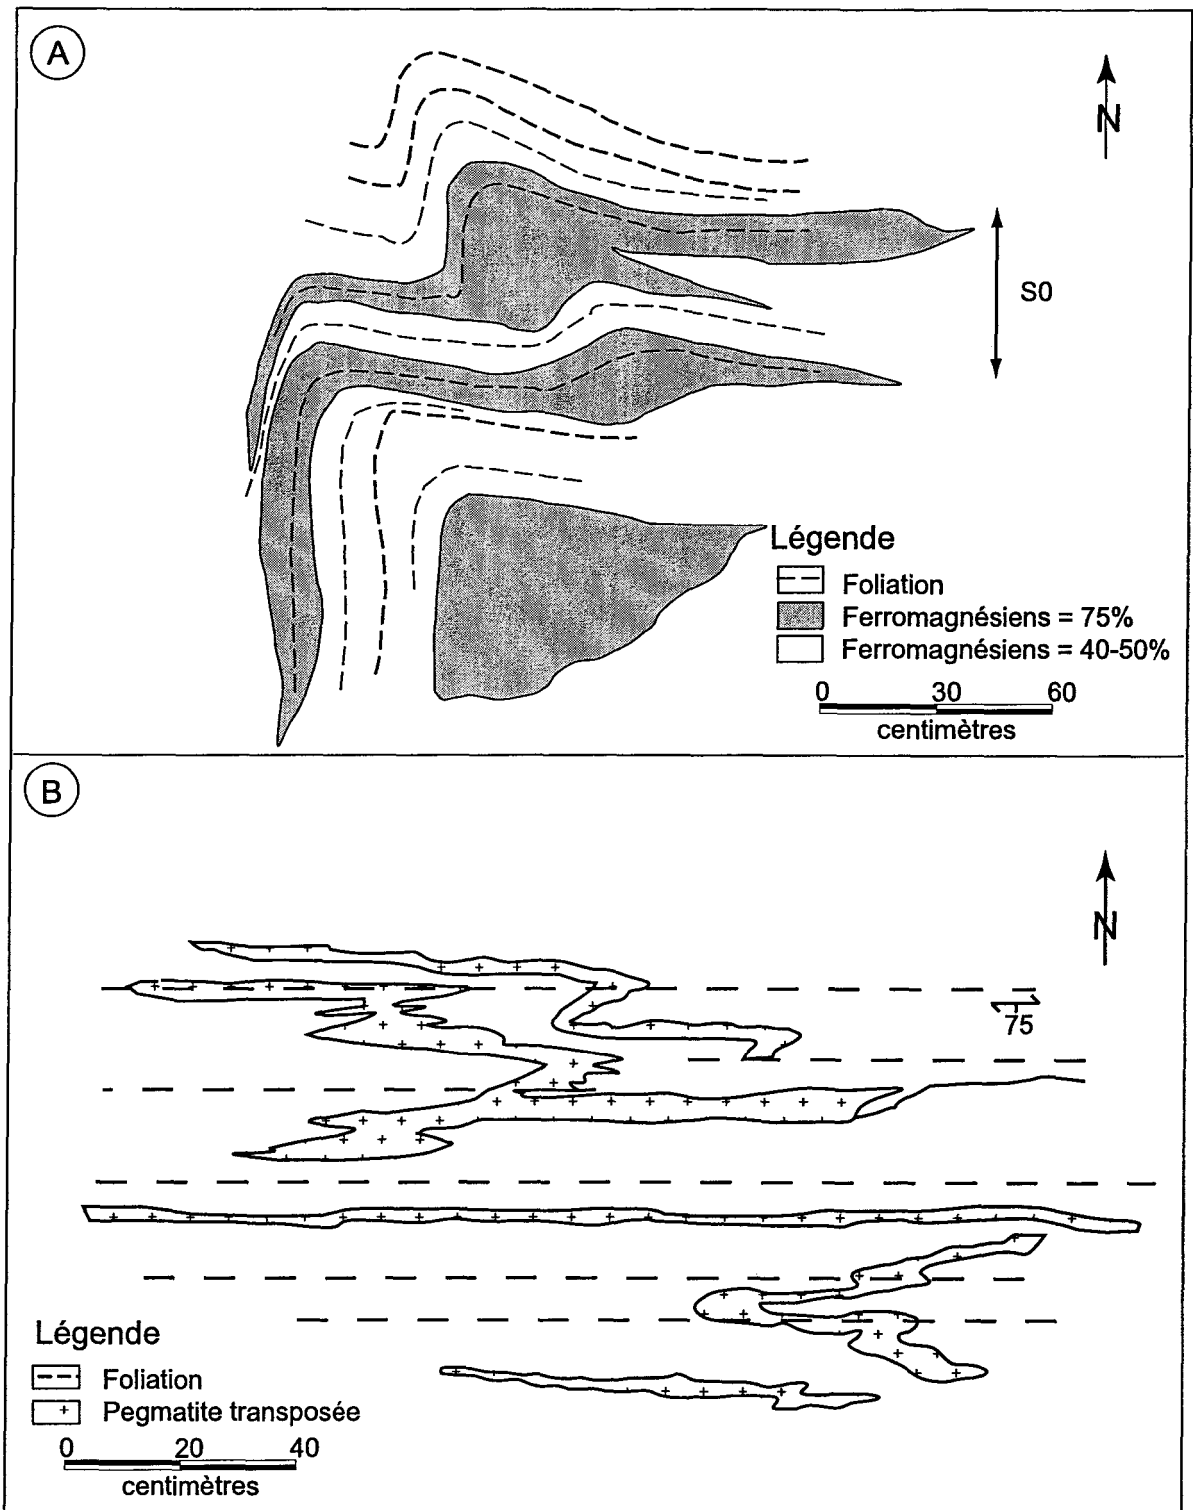 A
N
S0
Légende
Foliation
Ferromagnésiens = 75%
Ferromagnésiens = 40-50%
0 30 60
centimètres
B
N
75
Légende
Foliation
Pegmatite transposée
0 20 40
centimètres